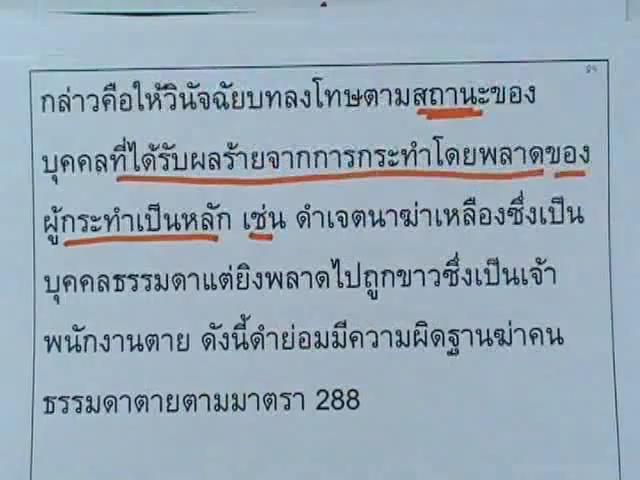 กล่าวคือให้วินัจฉัยบทลงโทษตามสถานะของ
บุคคลที่ได้รับผลร้ายจากการกระทำโดยพลาดของ
ผู้กระทำเป็นหลัก เช่น ดำเจตนาฆ่าเหลืองซึ่งเป็น
บุคคลธรรมดาแต่ยิงพลาดไปถูกขาวซึ่งเป็นเจ้า
พนักงานตาย ดังนี้ดำย่อมมีความผิดฐานฆ่าคน
ธรรมดาตายตามมาตรา 288